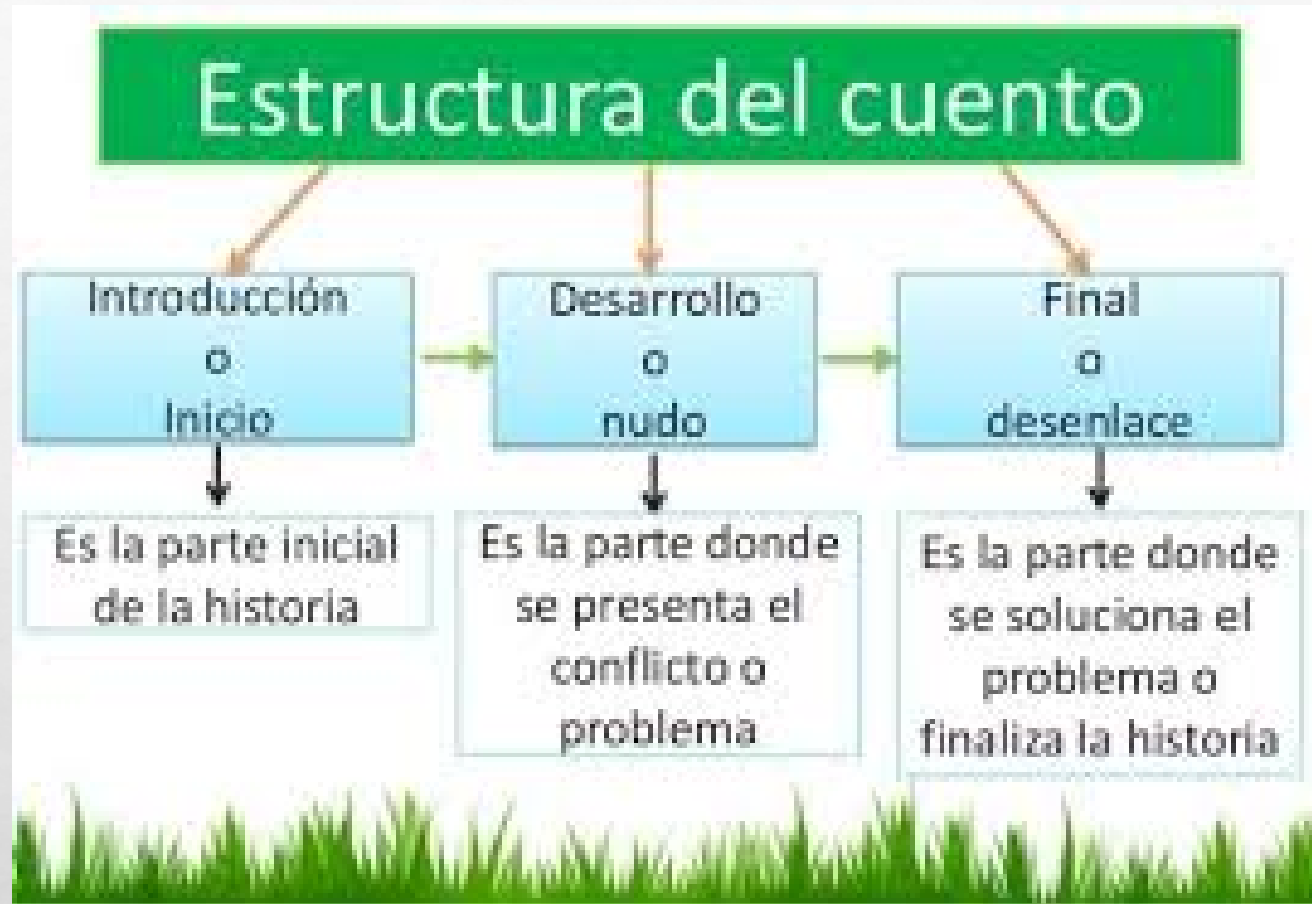 Estructura del cuento
Introducción
o
Inicio
Desarrollo
o
nudo
Final
o
desenlace
Es la parte inicial
de la historia
Es la parte donde
se presenta el
conflicto o
problema
Es la parte donde
se soluciona el
problema o
finaliza la historia